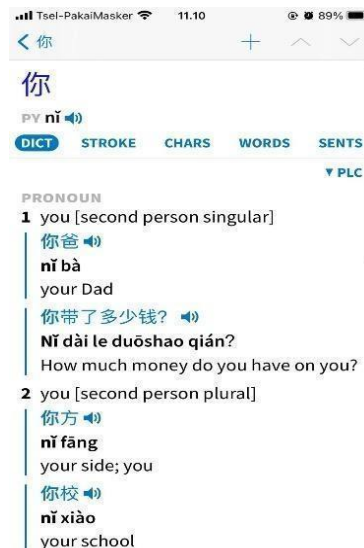 Tsel-PakaiMasker 11.10 89%
你
你
PY nǐ
DICT STROKE CHARS WORDS SENTS
▼ PLC
PRONOUN
1 you [second person singular]
你爸
nǐ bà
your Dad
你带了多少钱？
Nǐ dài le duōshao qián?
How much money do you have on you?
2 you [second person plural]
你方
nǐ fāng
your side; you
你校
nǐ xiào
your school